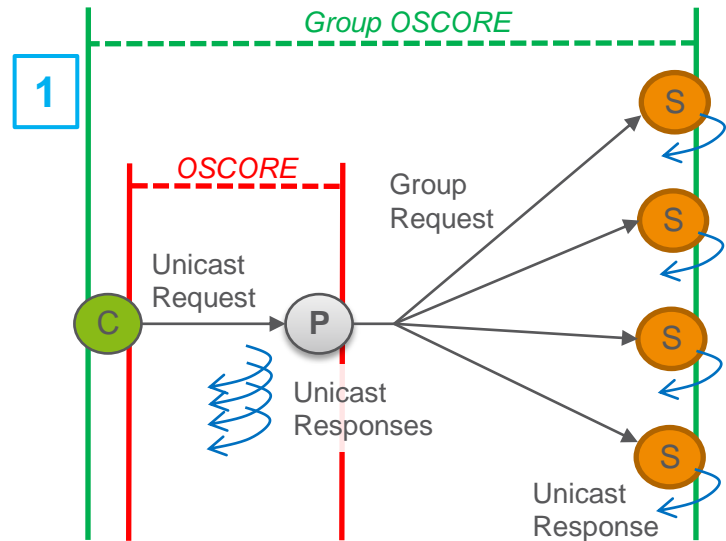 Group OSCORE
1
S
OSCORE
Group
Request
S
Unicast
Request
C
P
S
Unicast
Responses
S
Unicast
Response